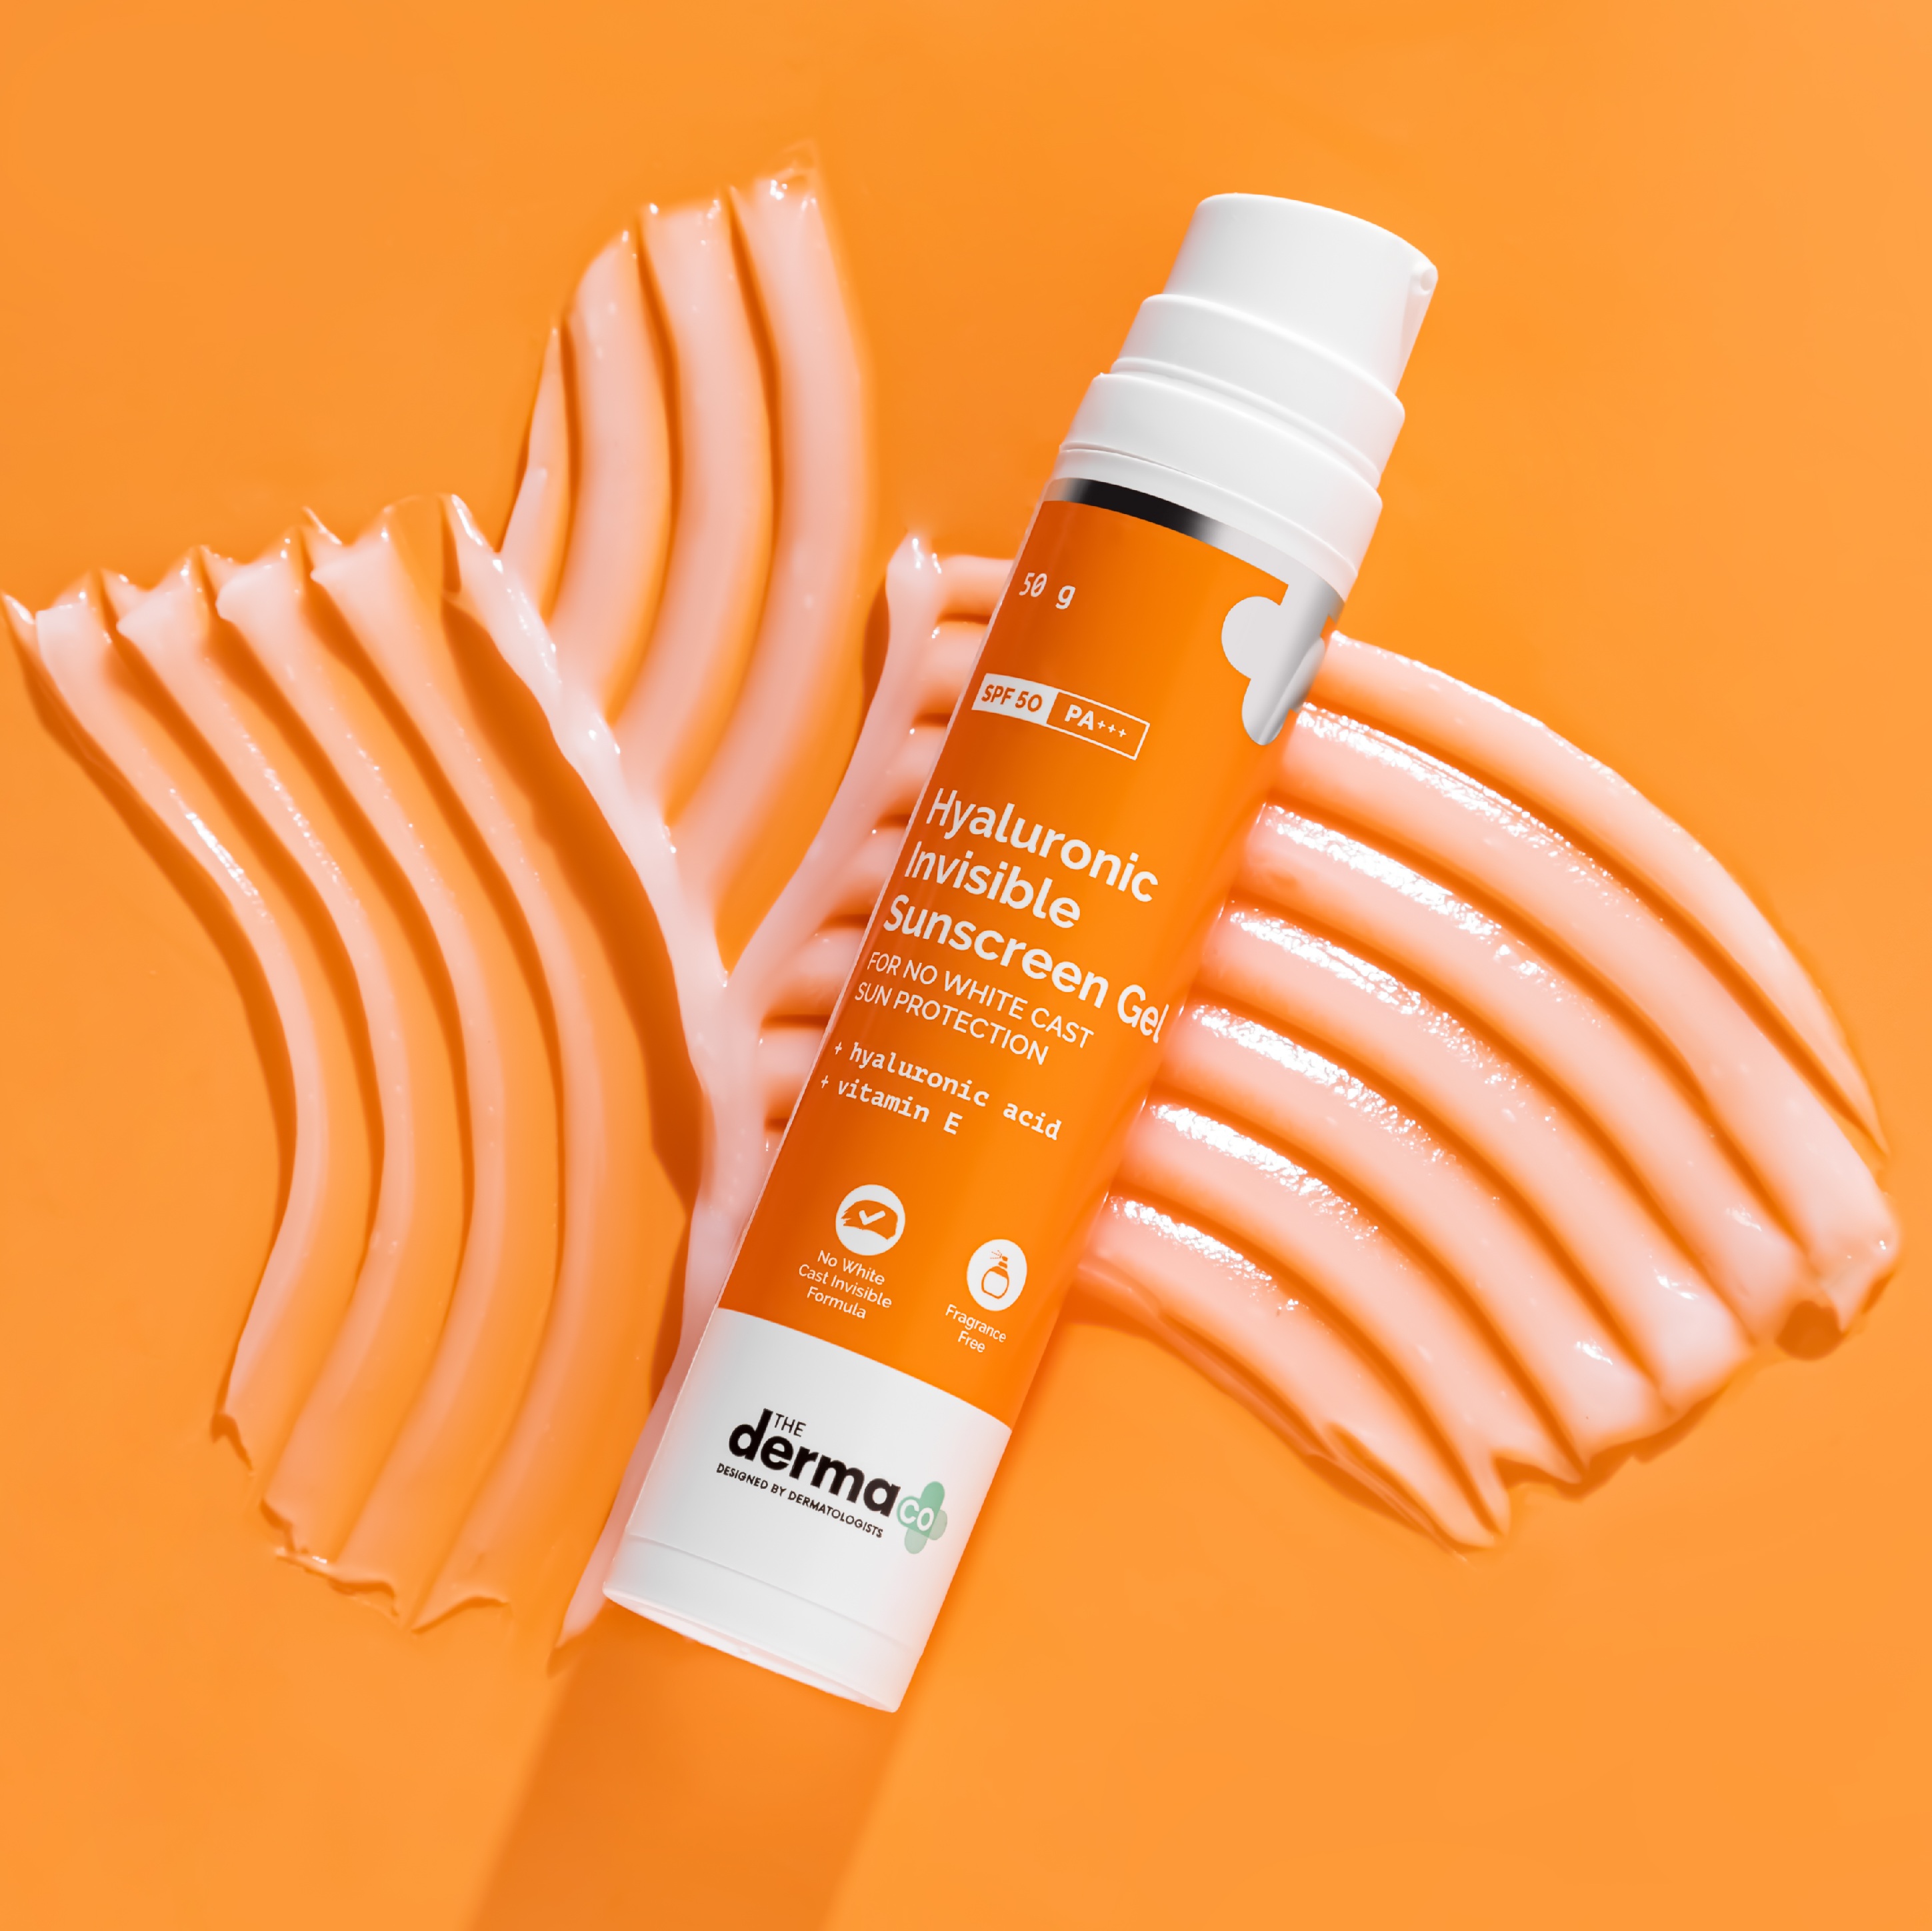 50 g
SPF 50 PA+++
Hyaluronic
Invisible
Sunscreen Gel
FOR NO WHITE CAST
SUN PROTECTION
+ hyaluronic acid
+ vitamin E
No White
Cast Invisible
Formula
Fragrance
Free
THE
derma co
DESIGNED BY DERMATOLOGISTS